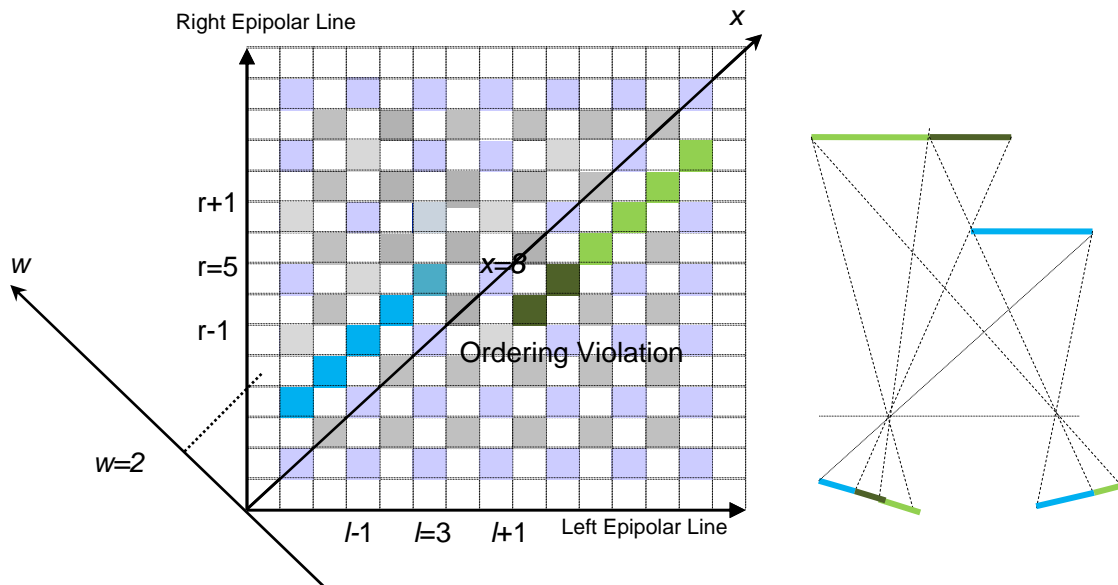 Right Epipolar Line
x
r+1
w
r=5
x=8
r-1
Ordering Violation
w=2
l-1
l=3
l+1
Left Epipolar Line